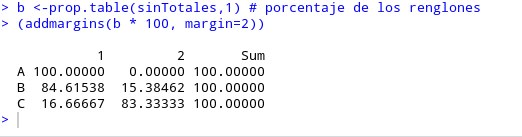 > b <-prop.table(sinTotales,1) # porcentaje de los renglones
> (addmargins(b * 100, margin=2))
1 2 Sum
A 100.00000 0.00000 100.00000
B 84.61538 15.38462 100.00000
C 16.66667 83.33333 100.00000
>